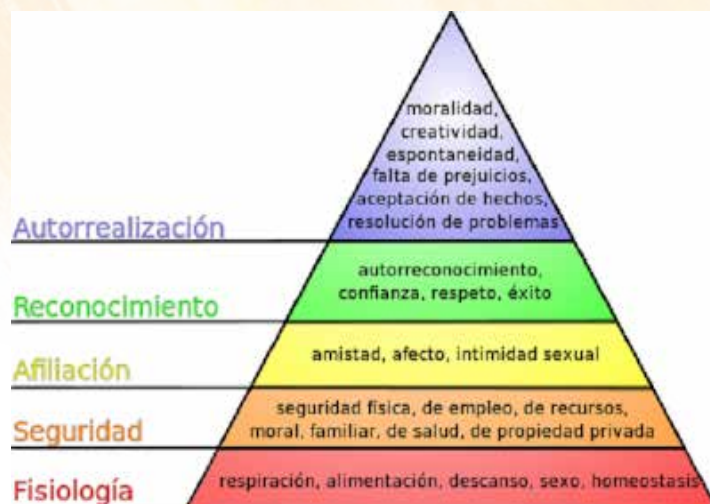 moralidad,
creatividad,
espontaneidad,
falta de prejuicios,
aceptación de hechos,
resolución de problemas
Autorrealización
autorreconocimiento,
confianza, respeto, éxito
Reconocimiento
amistad, afecto, intimidad sexual
Afiliación
seguridad física, de empleo, de recursos,
moral, familiar, de salud, de propiedad privada
Seguridad
respiración, alimentación, descanso, sexo, homeostasis
Fisiología